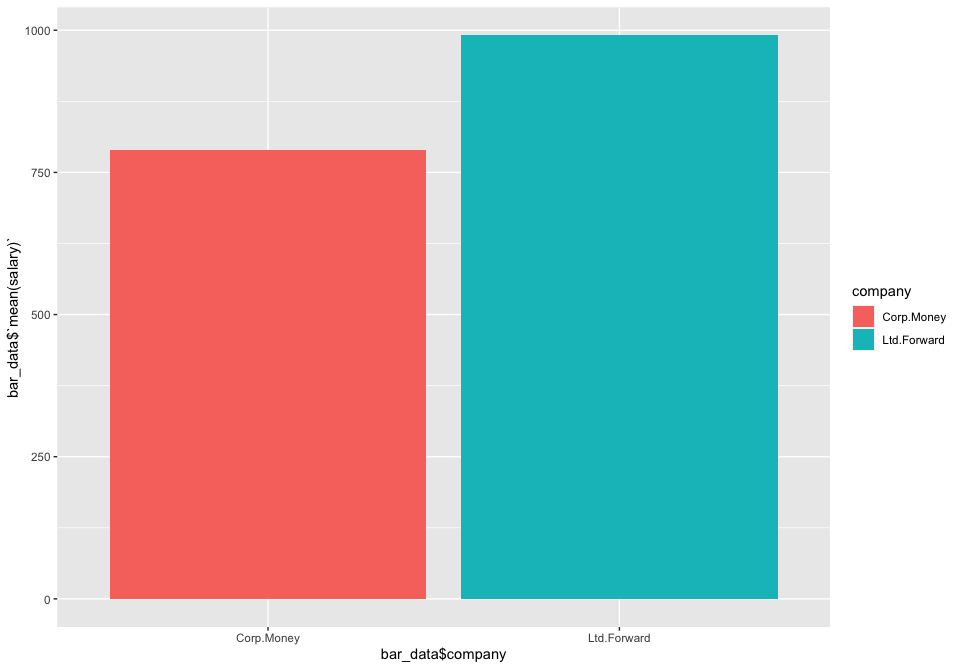 1000
750
500
250
0
bar_data$`mean(salary)`
Corp.Money
Ltd.Forward
bar_data$company
company
Corp.Money
Ltd.Forward